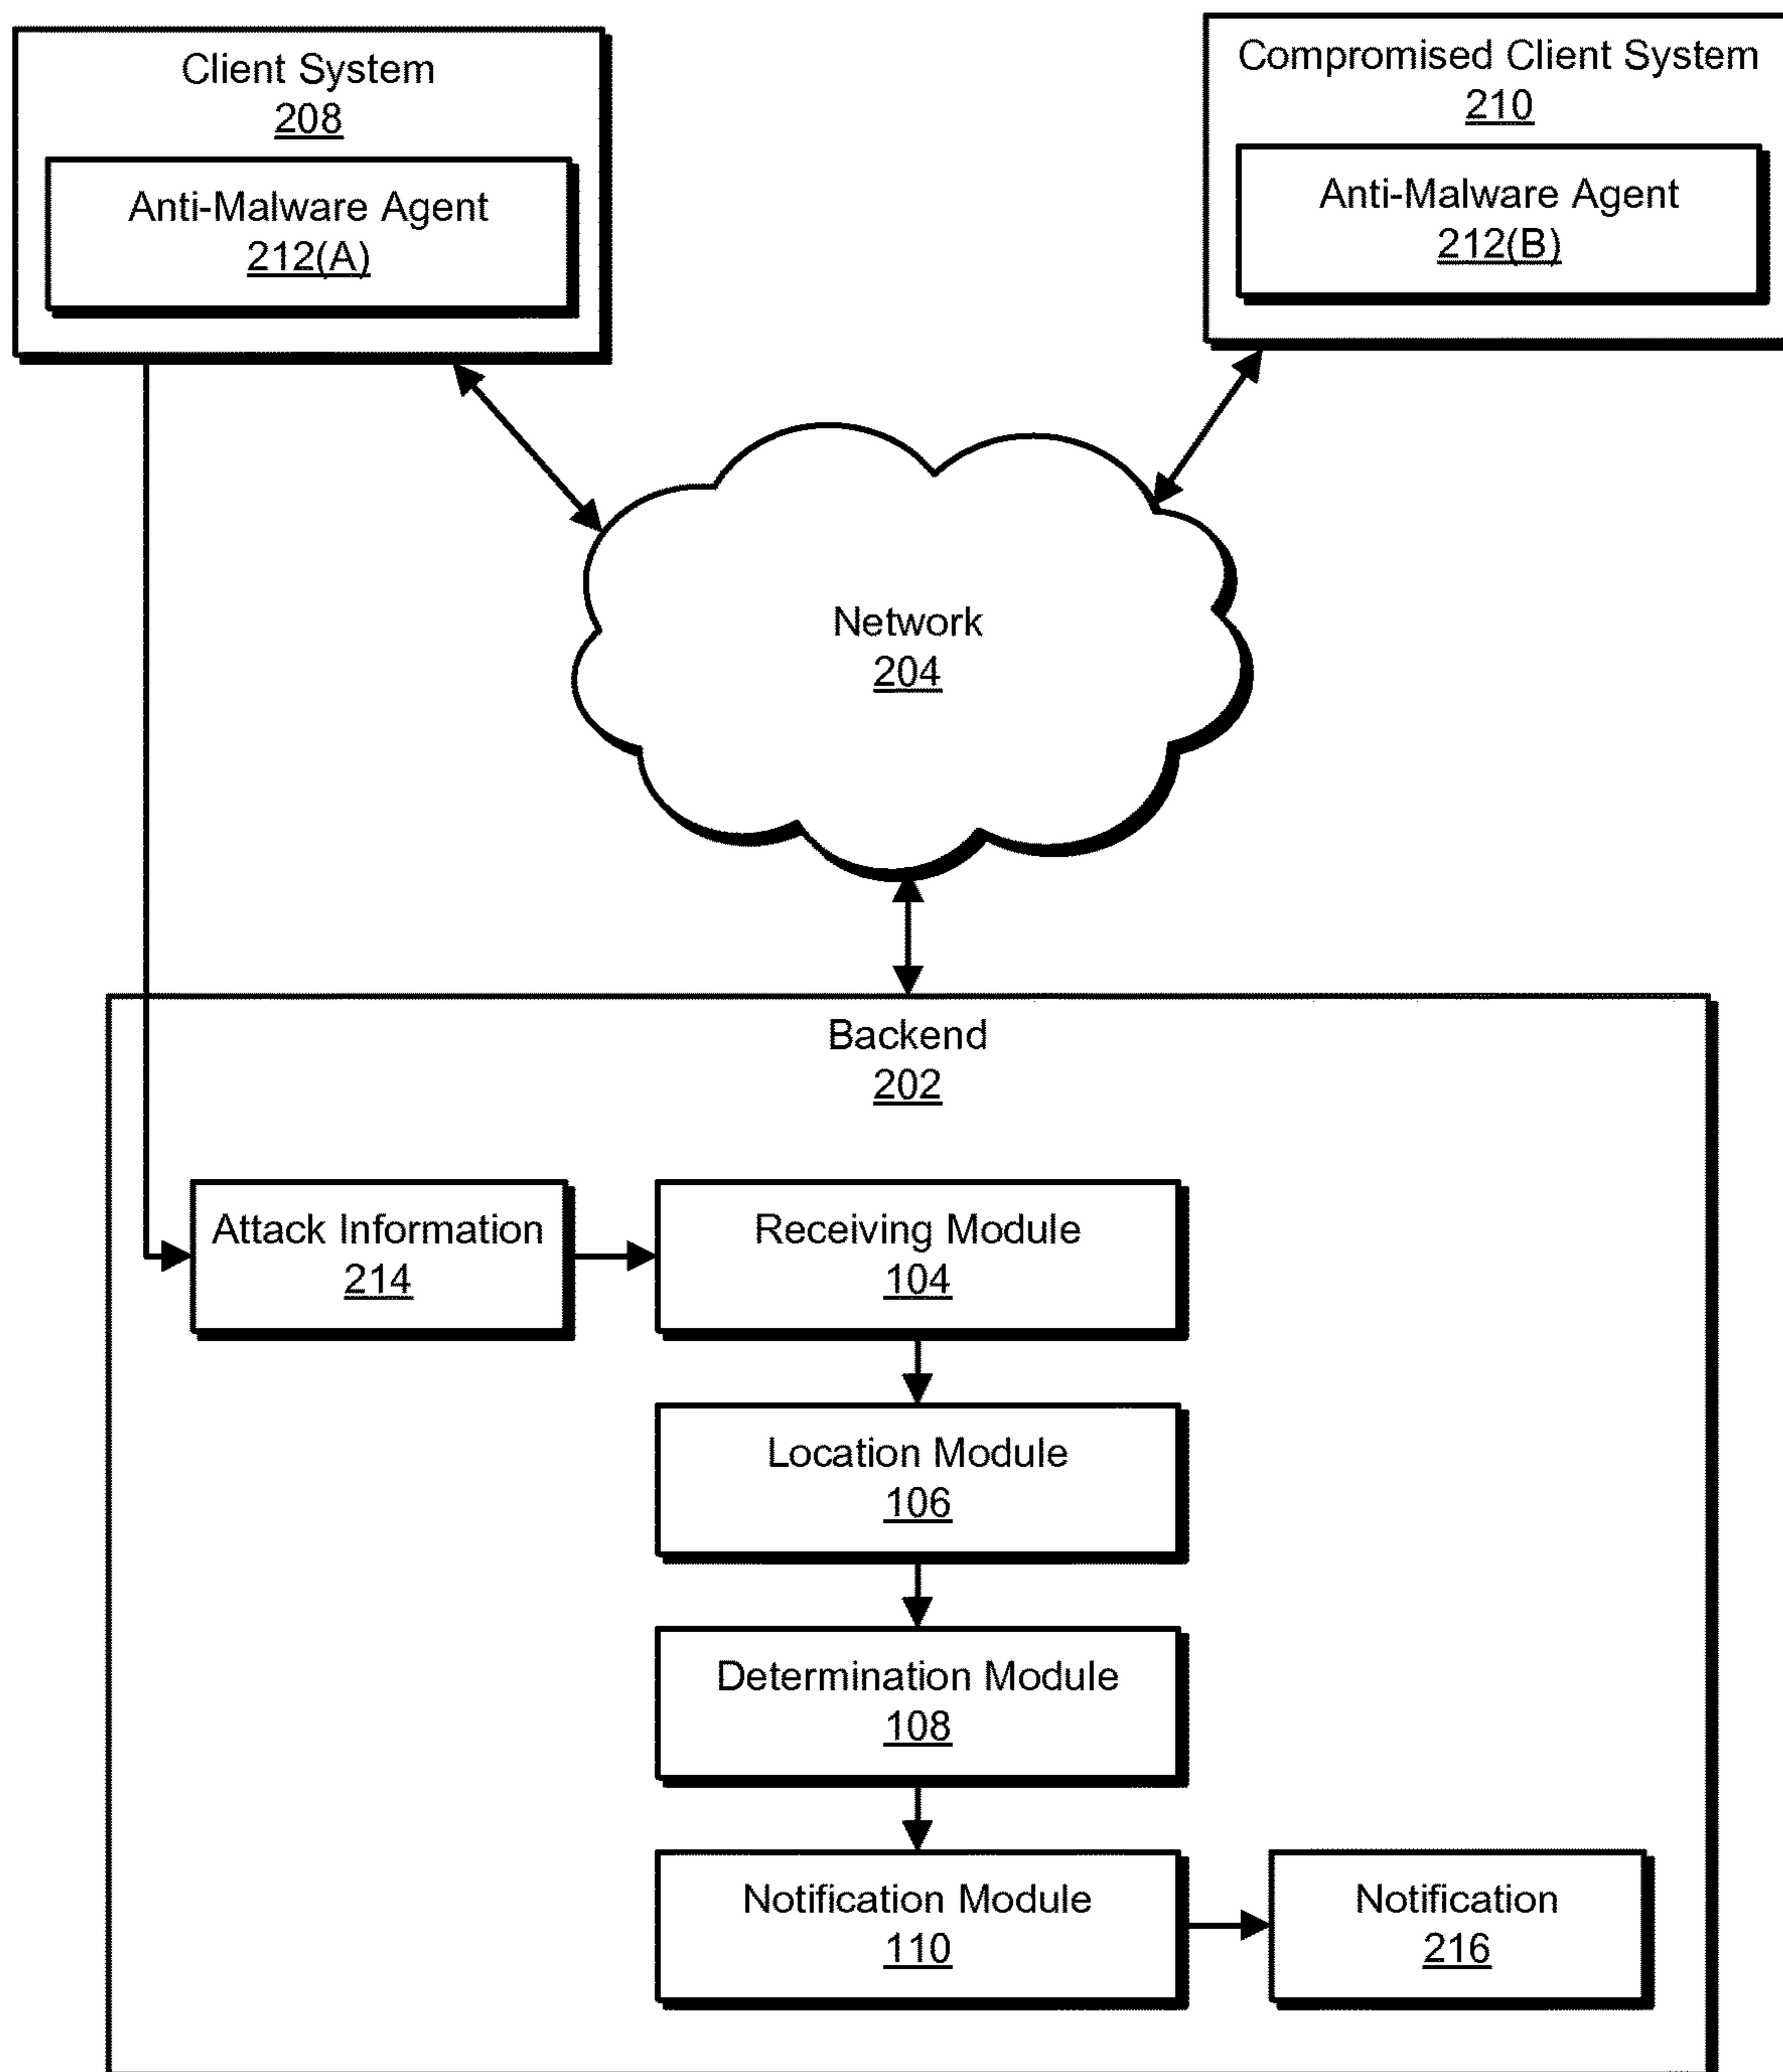 Client System
208
Anti-Malware Agent
212(A)
Compromised Client System
210
Anti-Malware Agent
212(B)
Network
204
Backend
202
Attack Information
214
Receiving Module
104
Location Module
106
Determination Module
108
Notification Module
110
Notification
216